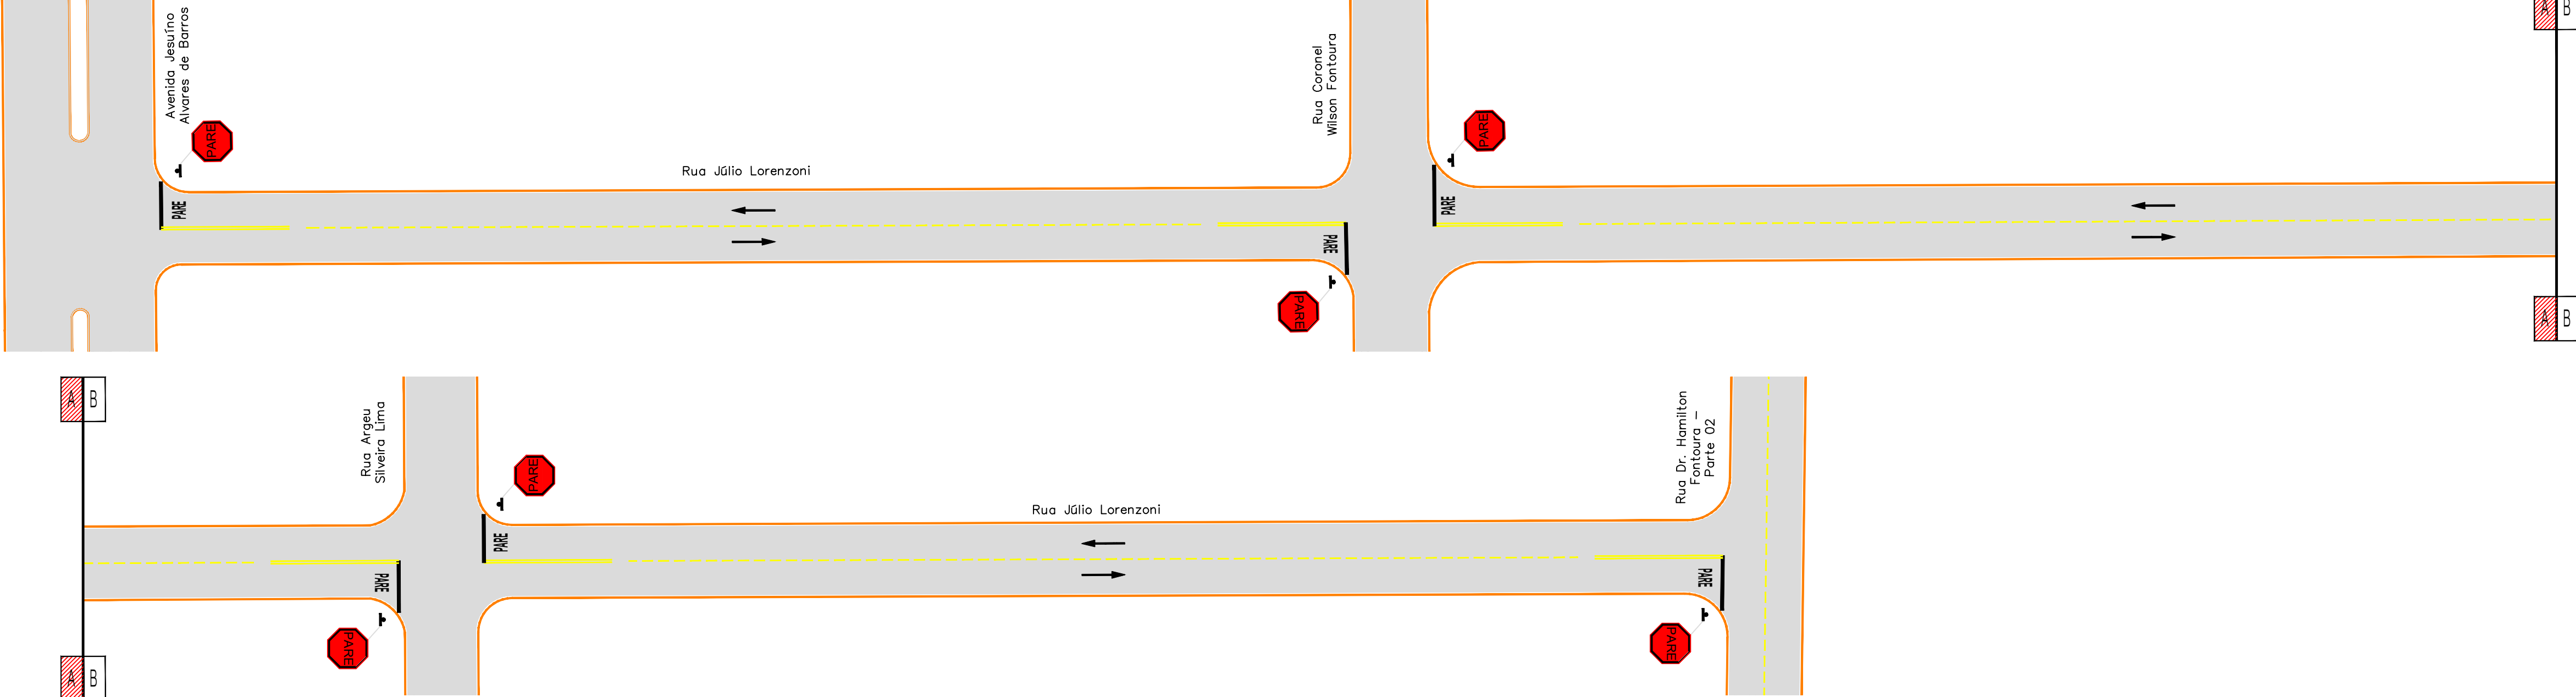 A B
Avenida Jesuíno
Alvares de Barros
PARE
PARE
Rua Júlio Lorenzoni
Rua Coronel
Wilson Fontoura
PARE
PARE
PARE
PARE
A B
A B
Rua Argeu
Silveira Lima
PARE
PARE
PARE
PARE
Rua Júlio Lorenzoni
Rua Dr. Hamilton
Fontoura –
Parte 02
PARE
PARE
A B